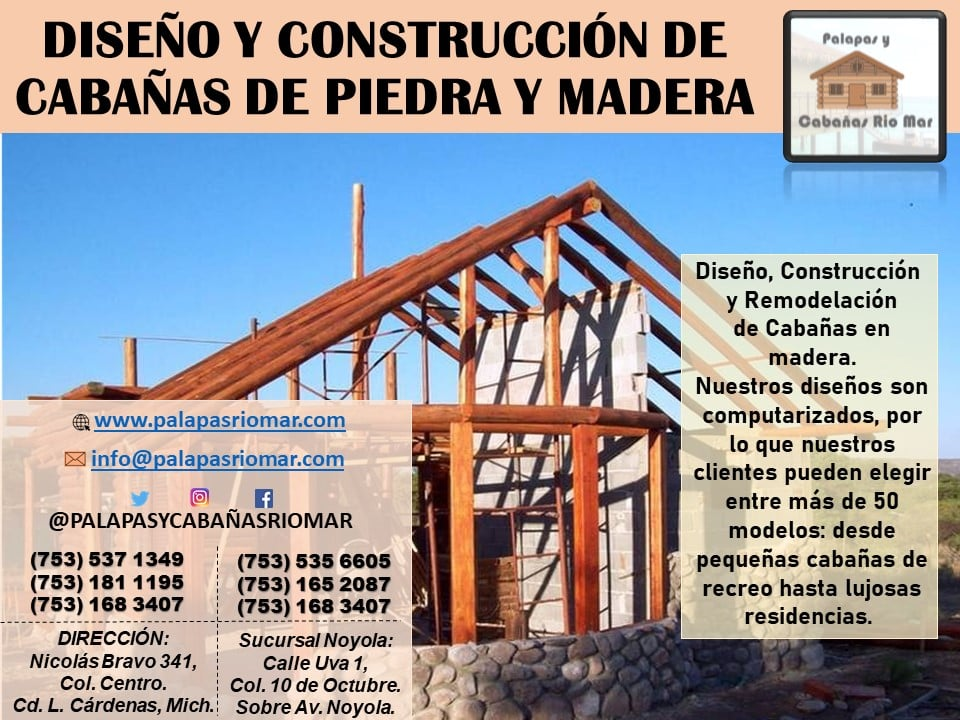 DISEÑO Y CONSTRUCCIÓN DE
CABAÑAS DE PIEDRA Y MADERA
Palapas y
Cabañas Rio Mar
Diseño, Construcción
y Remodelación
de Cabañas en
madera.
Nuestros diseños son
computarizados, por
lo que nuestros
clientes pueden elegir
entre más de 50
modelos: desde
pequeñas cabañas de
recreo hasta lujosas
residencias.
www.palapasriomar.com
info@palapasriomar.com
@PALAPASYCABAÑASRIOMAR
(753) 537 1349
(753) 181 1195
(753) 168 3407
DIRECCIÓN:
Nicolás Bravo 341,
Col. Centro.
Cd. L. Cárdenas, Mich.
(753) 535 6605
(753) 165 2087
(753) 168 3407
Sucursal Noyola:
Calle Uva 1,
Col. 10 de Octubre.
Sobre Av. Noyola.